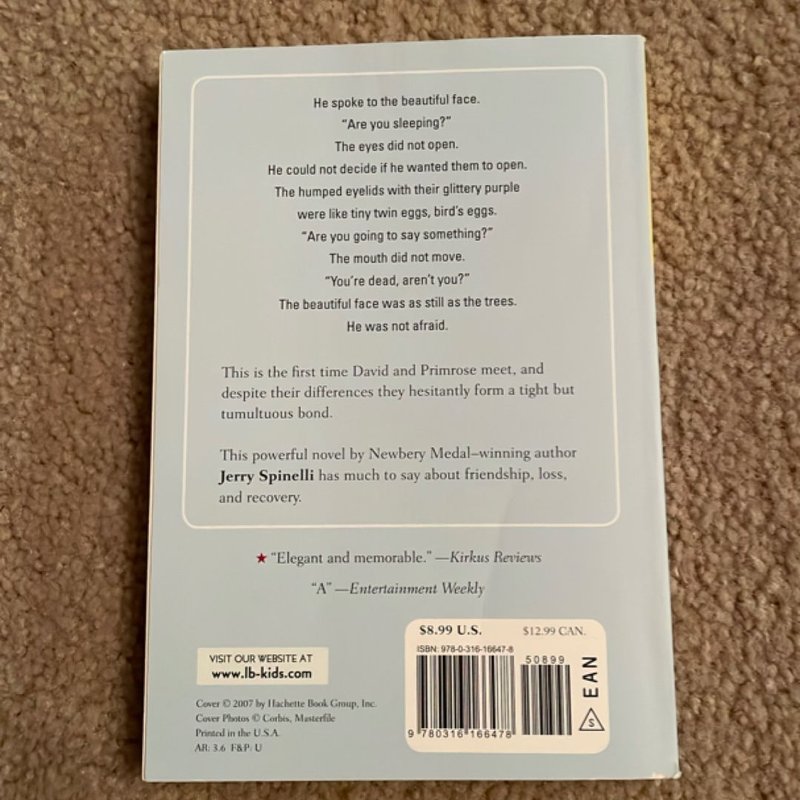 He spoke to the beautiful face.
“Are you sleeping?”
The eyes did not open.
He could not decide if he wanted them to open.
The humped eyelids with their glittery purple
were like tiny twin eggs, bird’s eggs.
“Are you going to say something?”
The mouth did not move.
“You’re dead, aren’t you?”
The beautiful face was as still as the trees.
He was not afraid.
This is the first time David and Primrose meet, and
despite their differences they hesitantly form a tight but
tumultuous bond.
This powerful novel by Newbery Medal–winning author
Jerry Spinelli has much to say about friendship, loss,
and recovery.
★ “Elegant and memorable.” —Kirkus Reviews
“A” —Entertainment Weekly
$8.99 U.S. $12.99 CAN.
ISBN: 978-0-316-16647-8
50899
EAN
S
9 780316 166478
VISIT OUR WEBSITE AT
www.lb-kids.com
Cover © 2007 by Hachette Book Group, Inc.
Cover Photos © Corbis, Masterfile
Printed in the U.S.A.
AR: 3.6 F&P: U